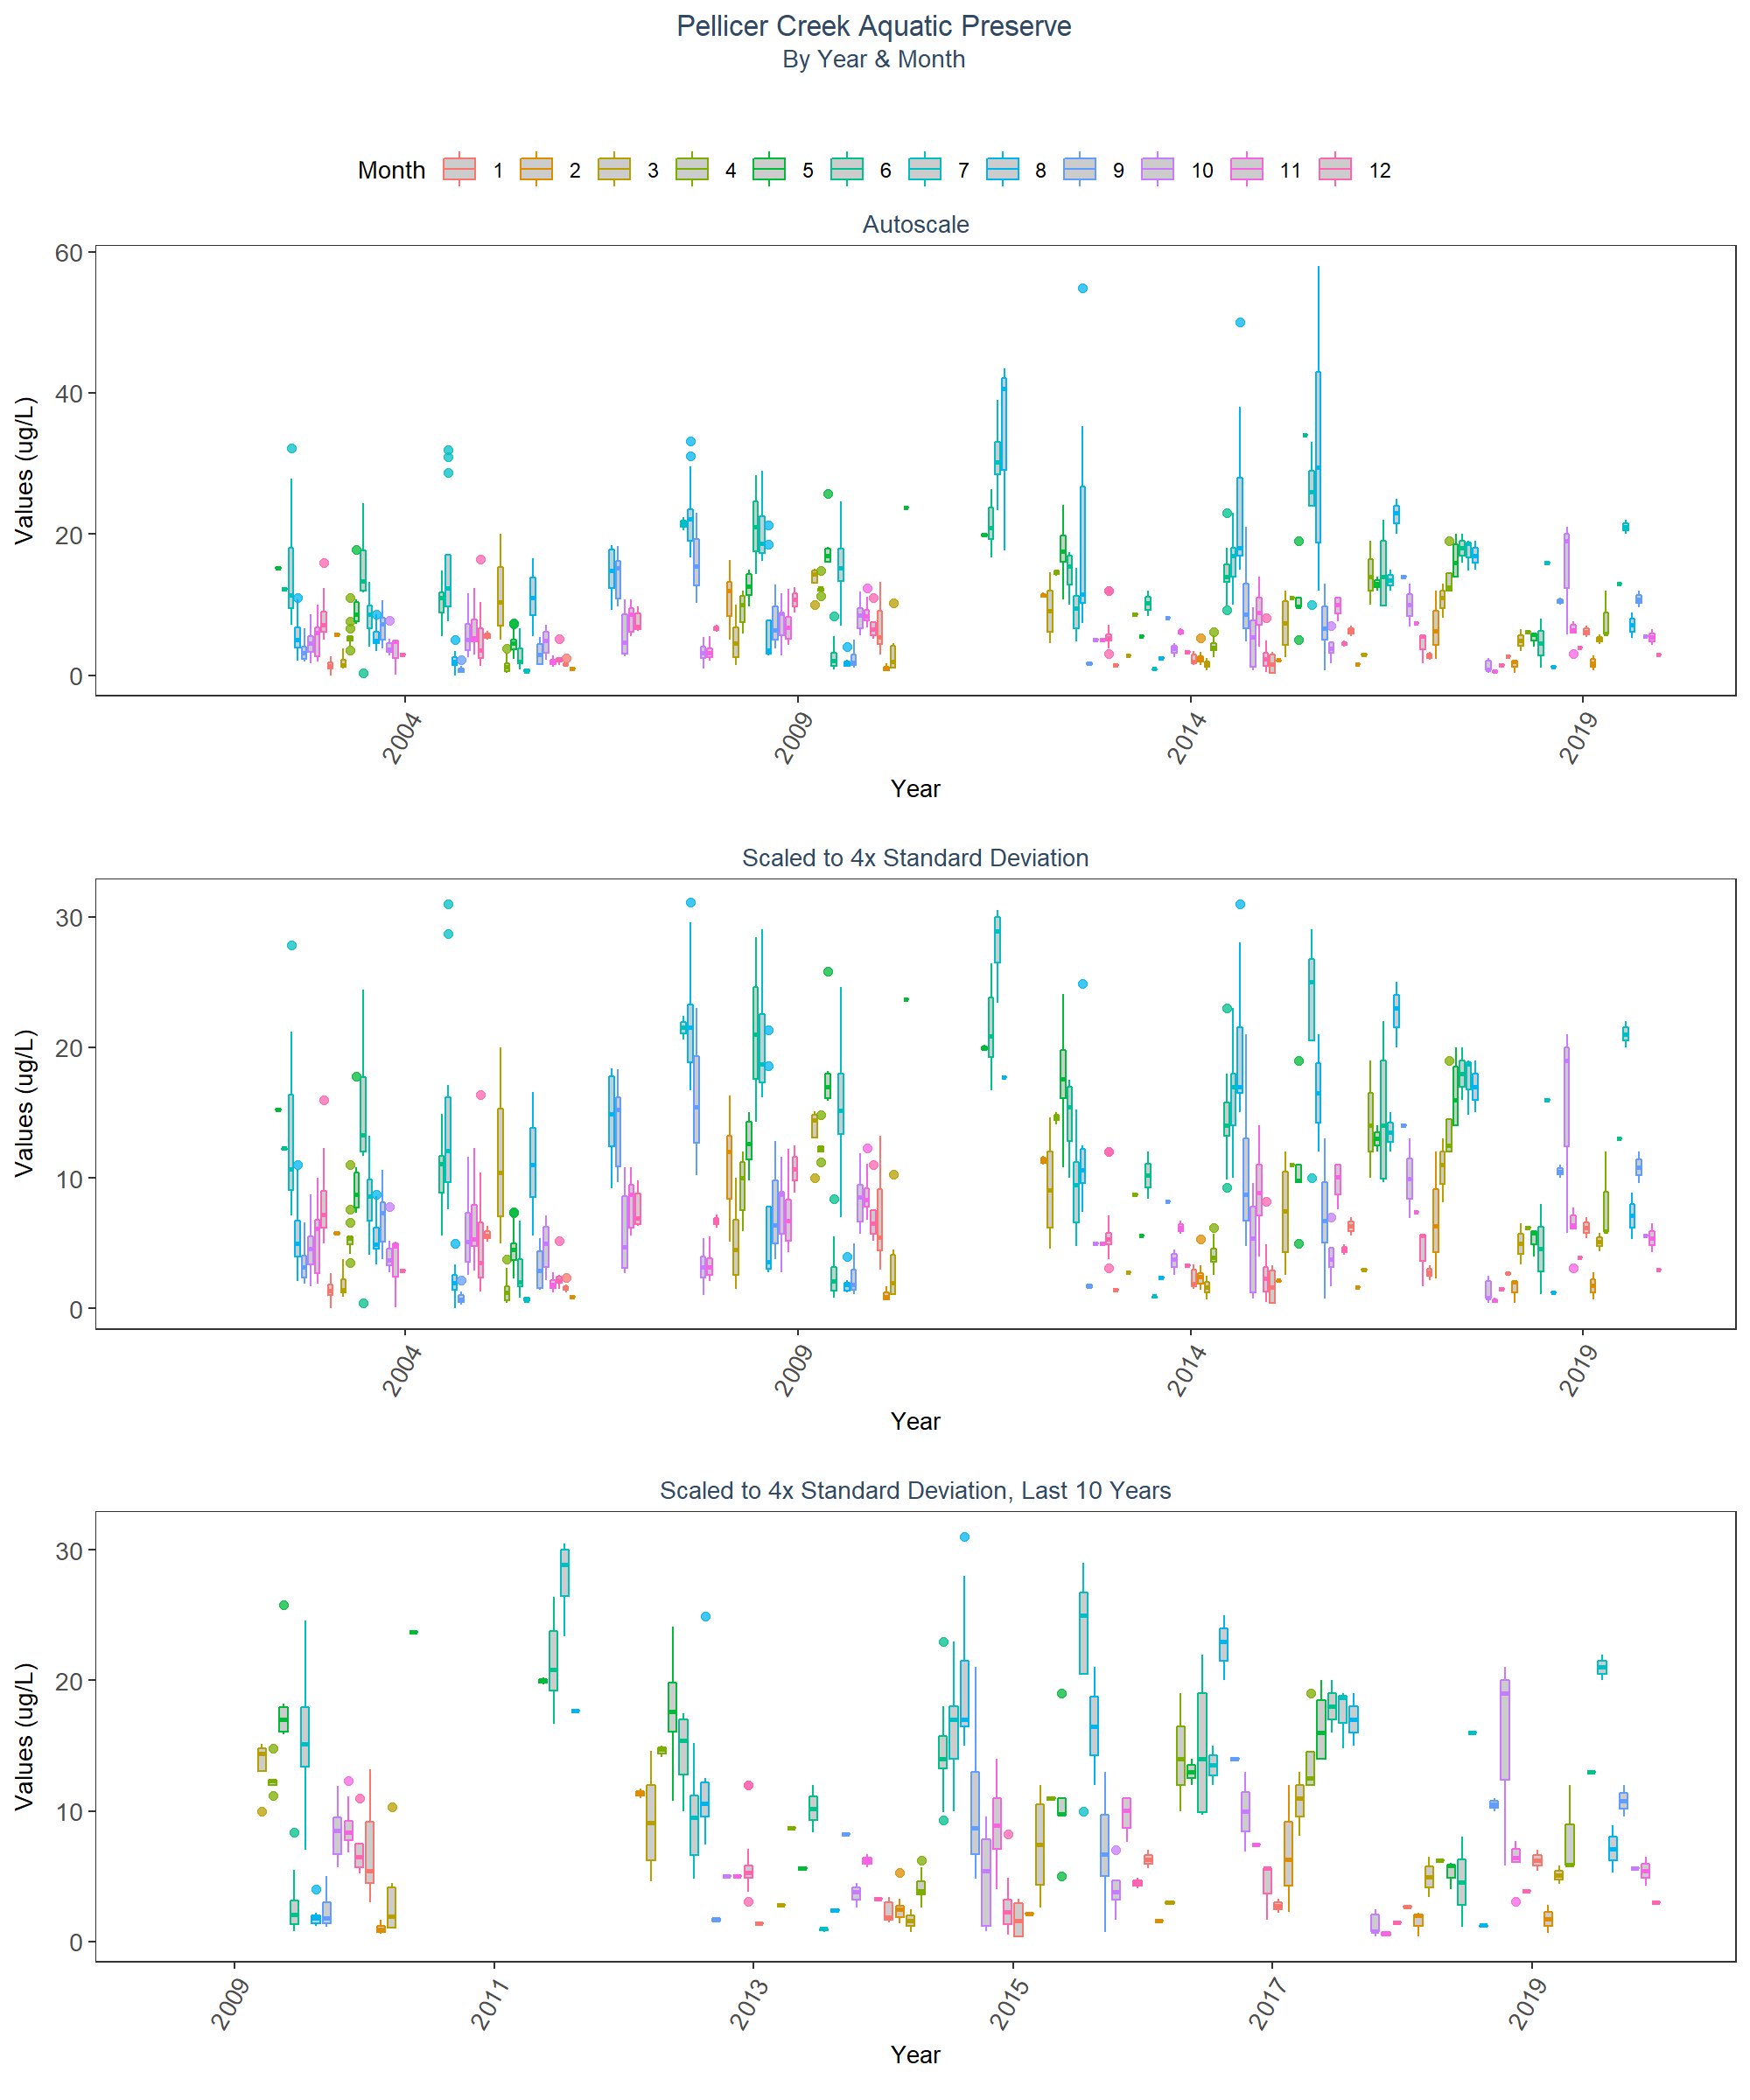 Pellicer Creek Aquatic Preserve
By Year & Month
Month 1 2 3 4 5 6 7 8 9 10 11 12
Autoscale
Values (ug/L)
60
40
20
0
2004 2009 2014 2019
Year
Scaled to 4x Standard Deviation
Values (ug/L)
30
20
10
0
2004 2009 2014 2019
Year
Scaled to 4x Standard Deviation, Last 10 Years
Values (ug/L)
30
20
10
0
2009 2011 2013 2015 2017 2019
Year